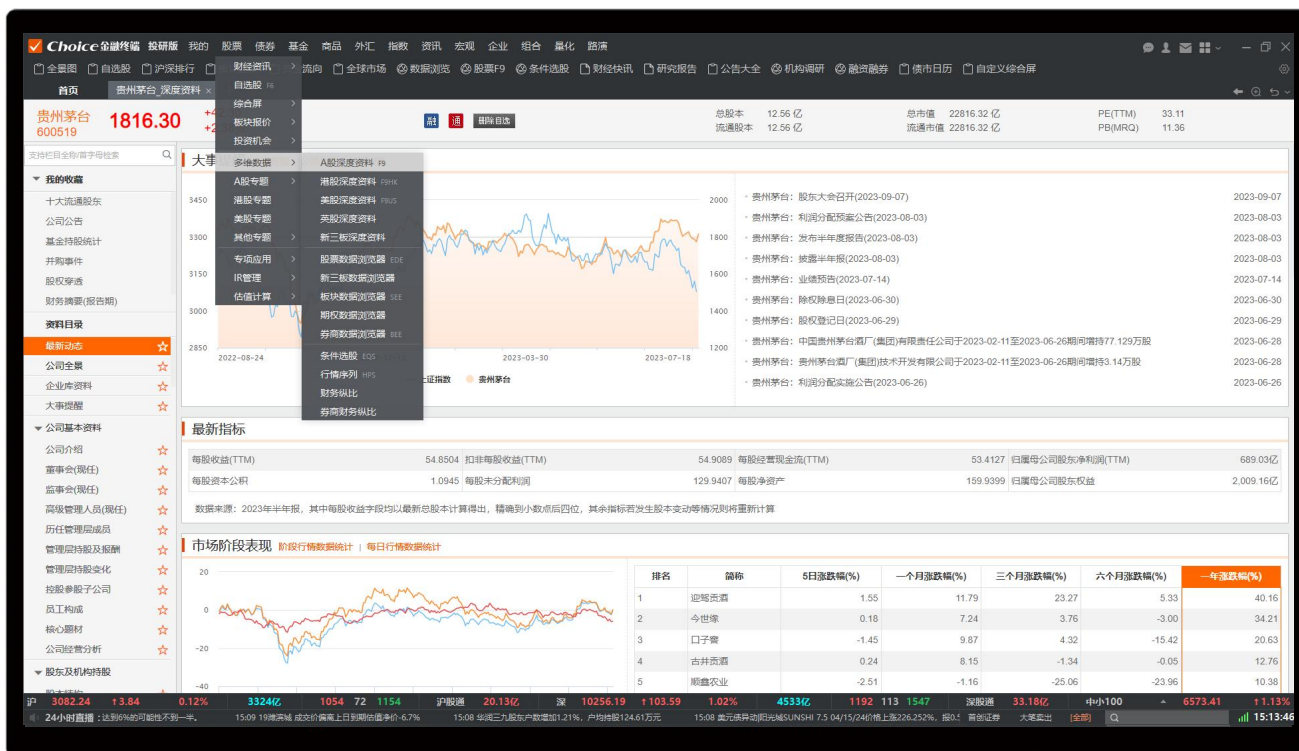 Choice金融终端 投研版 我的 股票 债券 基金 商品 外汇 指数 资讯 宏观 企业 组合 量化 路演
全景图 自选股 沪深排行 流向 全球市场 数据浏览 股票F9 条件选股 财经快讯 研究报告 公告大全 机构调研 融资融券 债市日历 自定义综合屏
首页 贵州茅台_深度资料 ×
贵州茅台 1816.30
600519
融 通 删除自选
总股本 12.56亿 总市值 22816.32亿 PE(TTM) 33.11
流通股本 12.56亿 流通市值 22816.32亿 PB(MRQ) 11.36
财经资讯
自选股 F6
综合屏
板块报价
投资机会
多维数据
A股专题
港股专题
美股专题
其他专题
专项应用
IR管理
估值计算
A股深度资料 F9
港股深度资料 F9HK
美股深度资料 F9US
英股深度资料
新三板深度资料
股票数据浏览器 EDE
新三板数据浏览器
板块数据浏览器 SEE
期权数据浏览器
券商数据浏览器 BEE
条件选股 EQS
行情序列 HPS
财务纵比
券商财务纵比
支持栏目全称/首字母检索
我的收藏
十大流通股东
公司公告
基金持股统计
并购事件
股权穿透
财务摘要(报告期)
资料目录
最新动态
公司全景
企业库资料
大事提醒
公司基本资料
公司介绍
董事会(现任)
监事会(现任)
高级管理人员(现任)
历任管理层成员
管理层持股及报酬
管理层持股变化
控股参股子公司
员工构成
核心题材
公司经营分析
股东及机构持股
大事
3450
3300
3150
3000
2850
2000
1800
1600
1400
1200
2022-08-24 2023-03-30 2023-07-18
上证指数 贵州茅台
贵州茅台：股东大会召开(2023-09-07) 2023-09-07
贵州茅台：利润分配预案公告(2023-08-03) 2023-08-03
贵州茅台：发布半年度报告(2023-08-03) 2023-08-03
贵州茅台：披露半年报(2023-08-03) 2023-08-03
贵州茅台：业绩预告(2023-07-14) 2023-07-14
贵州茅台：除权除息日(2023-06-30) 2023-06-30
贵州茅台：股权登记日(2023-06-29) 2023-06-29
贵州茅台：中国贵州茅台酒厂(集团)有限责任公司于2023-02-11至2023-06-26期间增持77.129万股 2023-06-28
贵州茅台：贵州茅台酒厂(集团)技术开发有限公司于2023-02-11至2023-06-26期间增持3.14万股 2023-06-28
贵州茅台：利润分配实施公告(2023-06-26) 2023-06-26
最新指标
每股收益(TTM) 54.8504 扣非每股收益(TTM) 54.9089 每股经营现金流(TTM) 53.4127 归属母公司股东净利润(TTM) 689.03亿
每股资本公积 1.0945 每股未分配利润 129.9407 每股净资产 159.9399 归属母公司股东权益 2,009.16亿
数据来源：2023年半年报，其中每股收益字段均以最新总股本计算得出，精确到小数点后四位，其余指标若发生股本变动等情况则将重新计算
市场阶段表现 阶段行情数据统计 | 每日行情数据统计
20
0
-20
-40
排名 简称 5日涨跌幅(%) 一个月涨跌幅(%) 三个月涨跌幅(%) 六个月涨跌幅(%) 一年涨跌幅(%)
1 迎驾贡酒 1.55 11.79 23.27 5.33 40.16
2 今世缘 0.18 7.24 3.76 -3.00 34.21
3 口子窖 -1.45 9.87 4.32 -15.42 20.63
4 古井贡酒 0.24 8.15 -1.34 -0.05 12.76
5 顺鑫农业 -2.51 -1.16 -25.06 -23.96 10.38
沪 3082.24 ↑3.84 0.12% 3324亿 1054 72 1154 沪股通 20.13亿 深 10256.19 ↑103.59 1.02% 4533亿 1192 113 1547 深股通 33.18亿 中小100 6573.41 ↑1.13%
24小时直播：达到6%的可能性不到一半。 15:09 19滁滨城 成交价偏离上日到期估值净价-6.7% 15:08 华润三九股东户数增加1.21%，户均持股124.61万元 15:08 美元债异动|阳光城SUNSHI 7.5 04/15/24价格上涨226.252%，报0. 首创证券 大笔卖出 [全部] 15:13:46